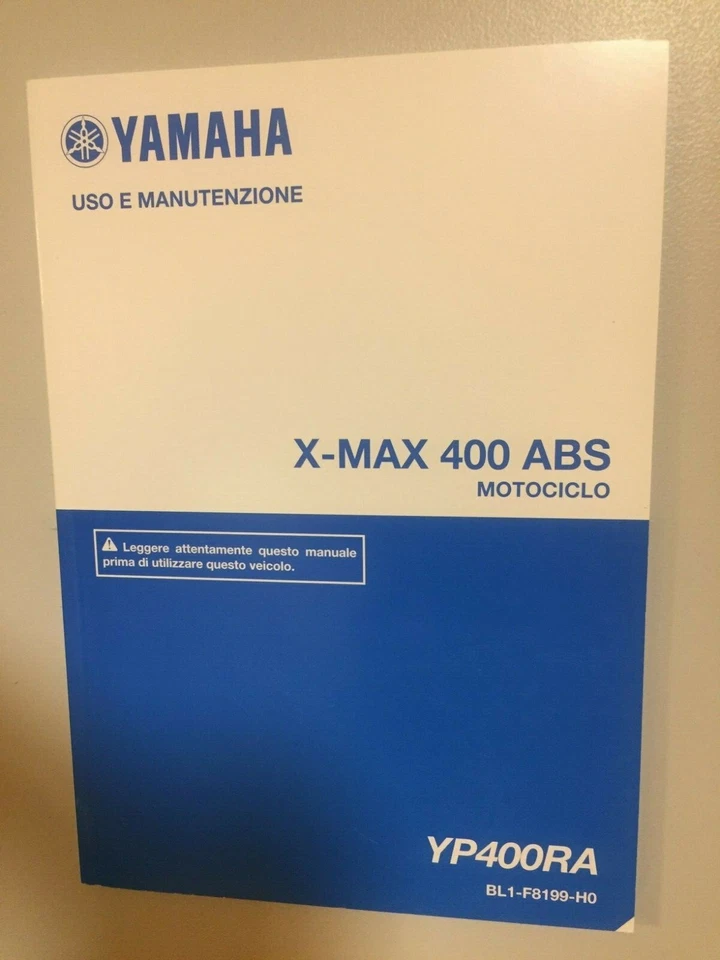 YAMAHA
USO E MANUTENZIONE
X-MAX 400 ABS
MOTOCICLO
Leggere attentamente questo manuale
prima di utilizzare questo veicolo.
YP400RA
BL1-F8199-H0